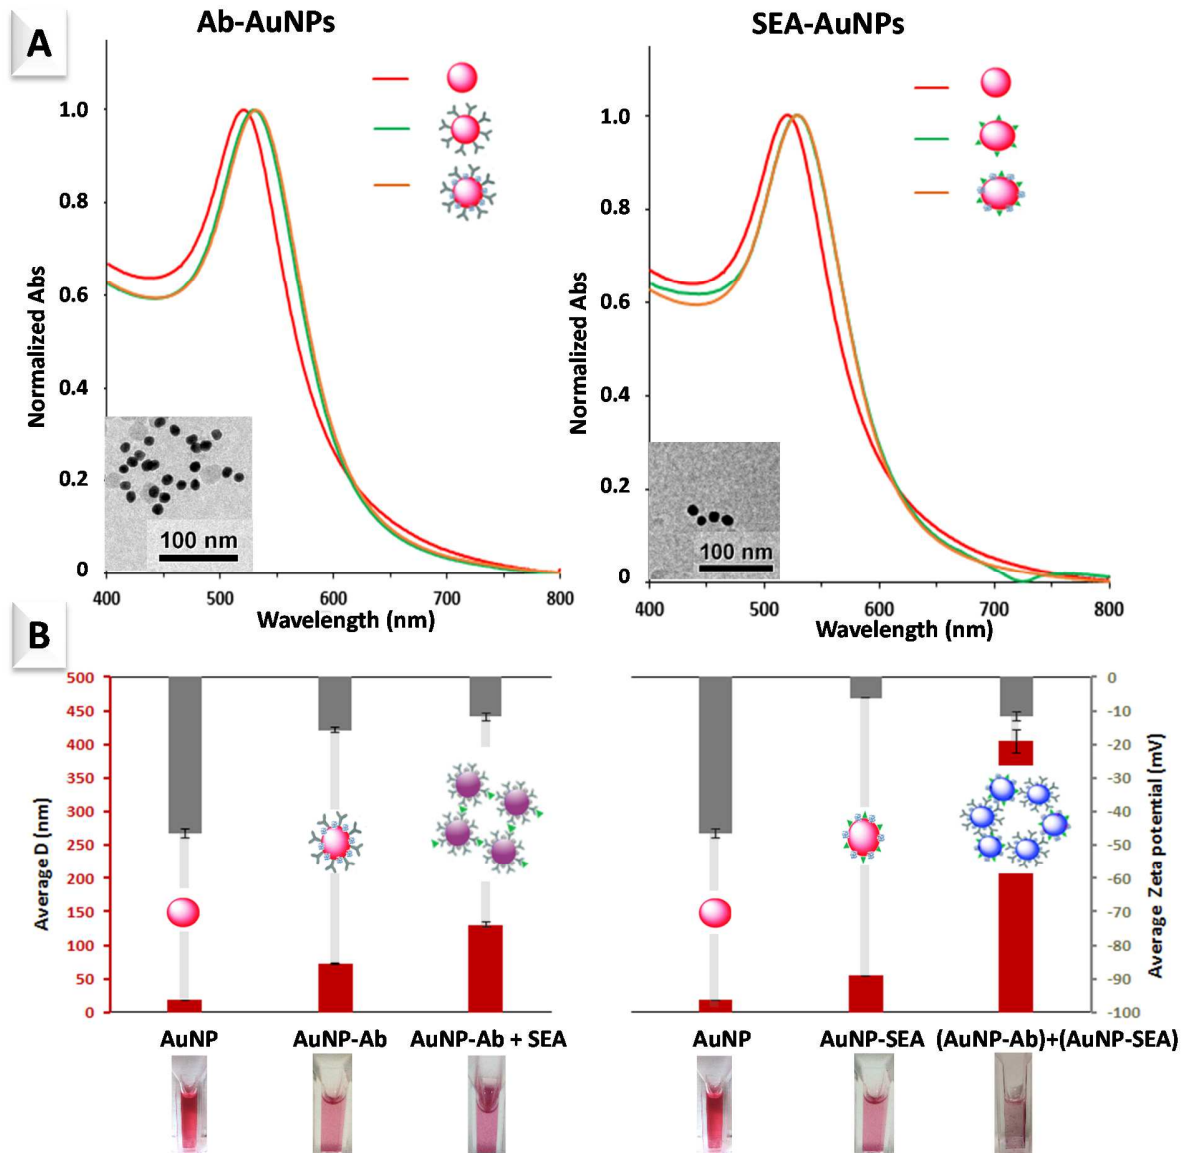 A
Ab-AuNPs
SEA-AuNPs
Normalized Abs
1.0
0.8
0.6
0.4
0.2
0
100 nm
400 500 600 700 800
Wavelength (nm)
Normalized Abs
1.0
0.8
0.6
0.4
0.2
0
100 nm
400 500 600 700 800
Wavelength (nm)
B
Average D (nm)
500
450
400
350
300
250
200
150
100
50
0
AuNP AuNP-Ab AuNP-Ab + SEA
0
-10
-20
-30
-40
-50
-60
-70
-80
-90
-100
Average Zeta potential (mV)
AuNP AuNP-SEA (AuNP-Ab)+(AuNP-SEA)